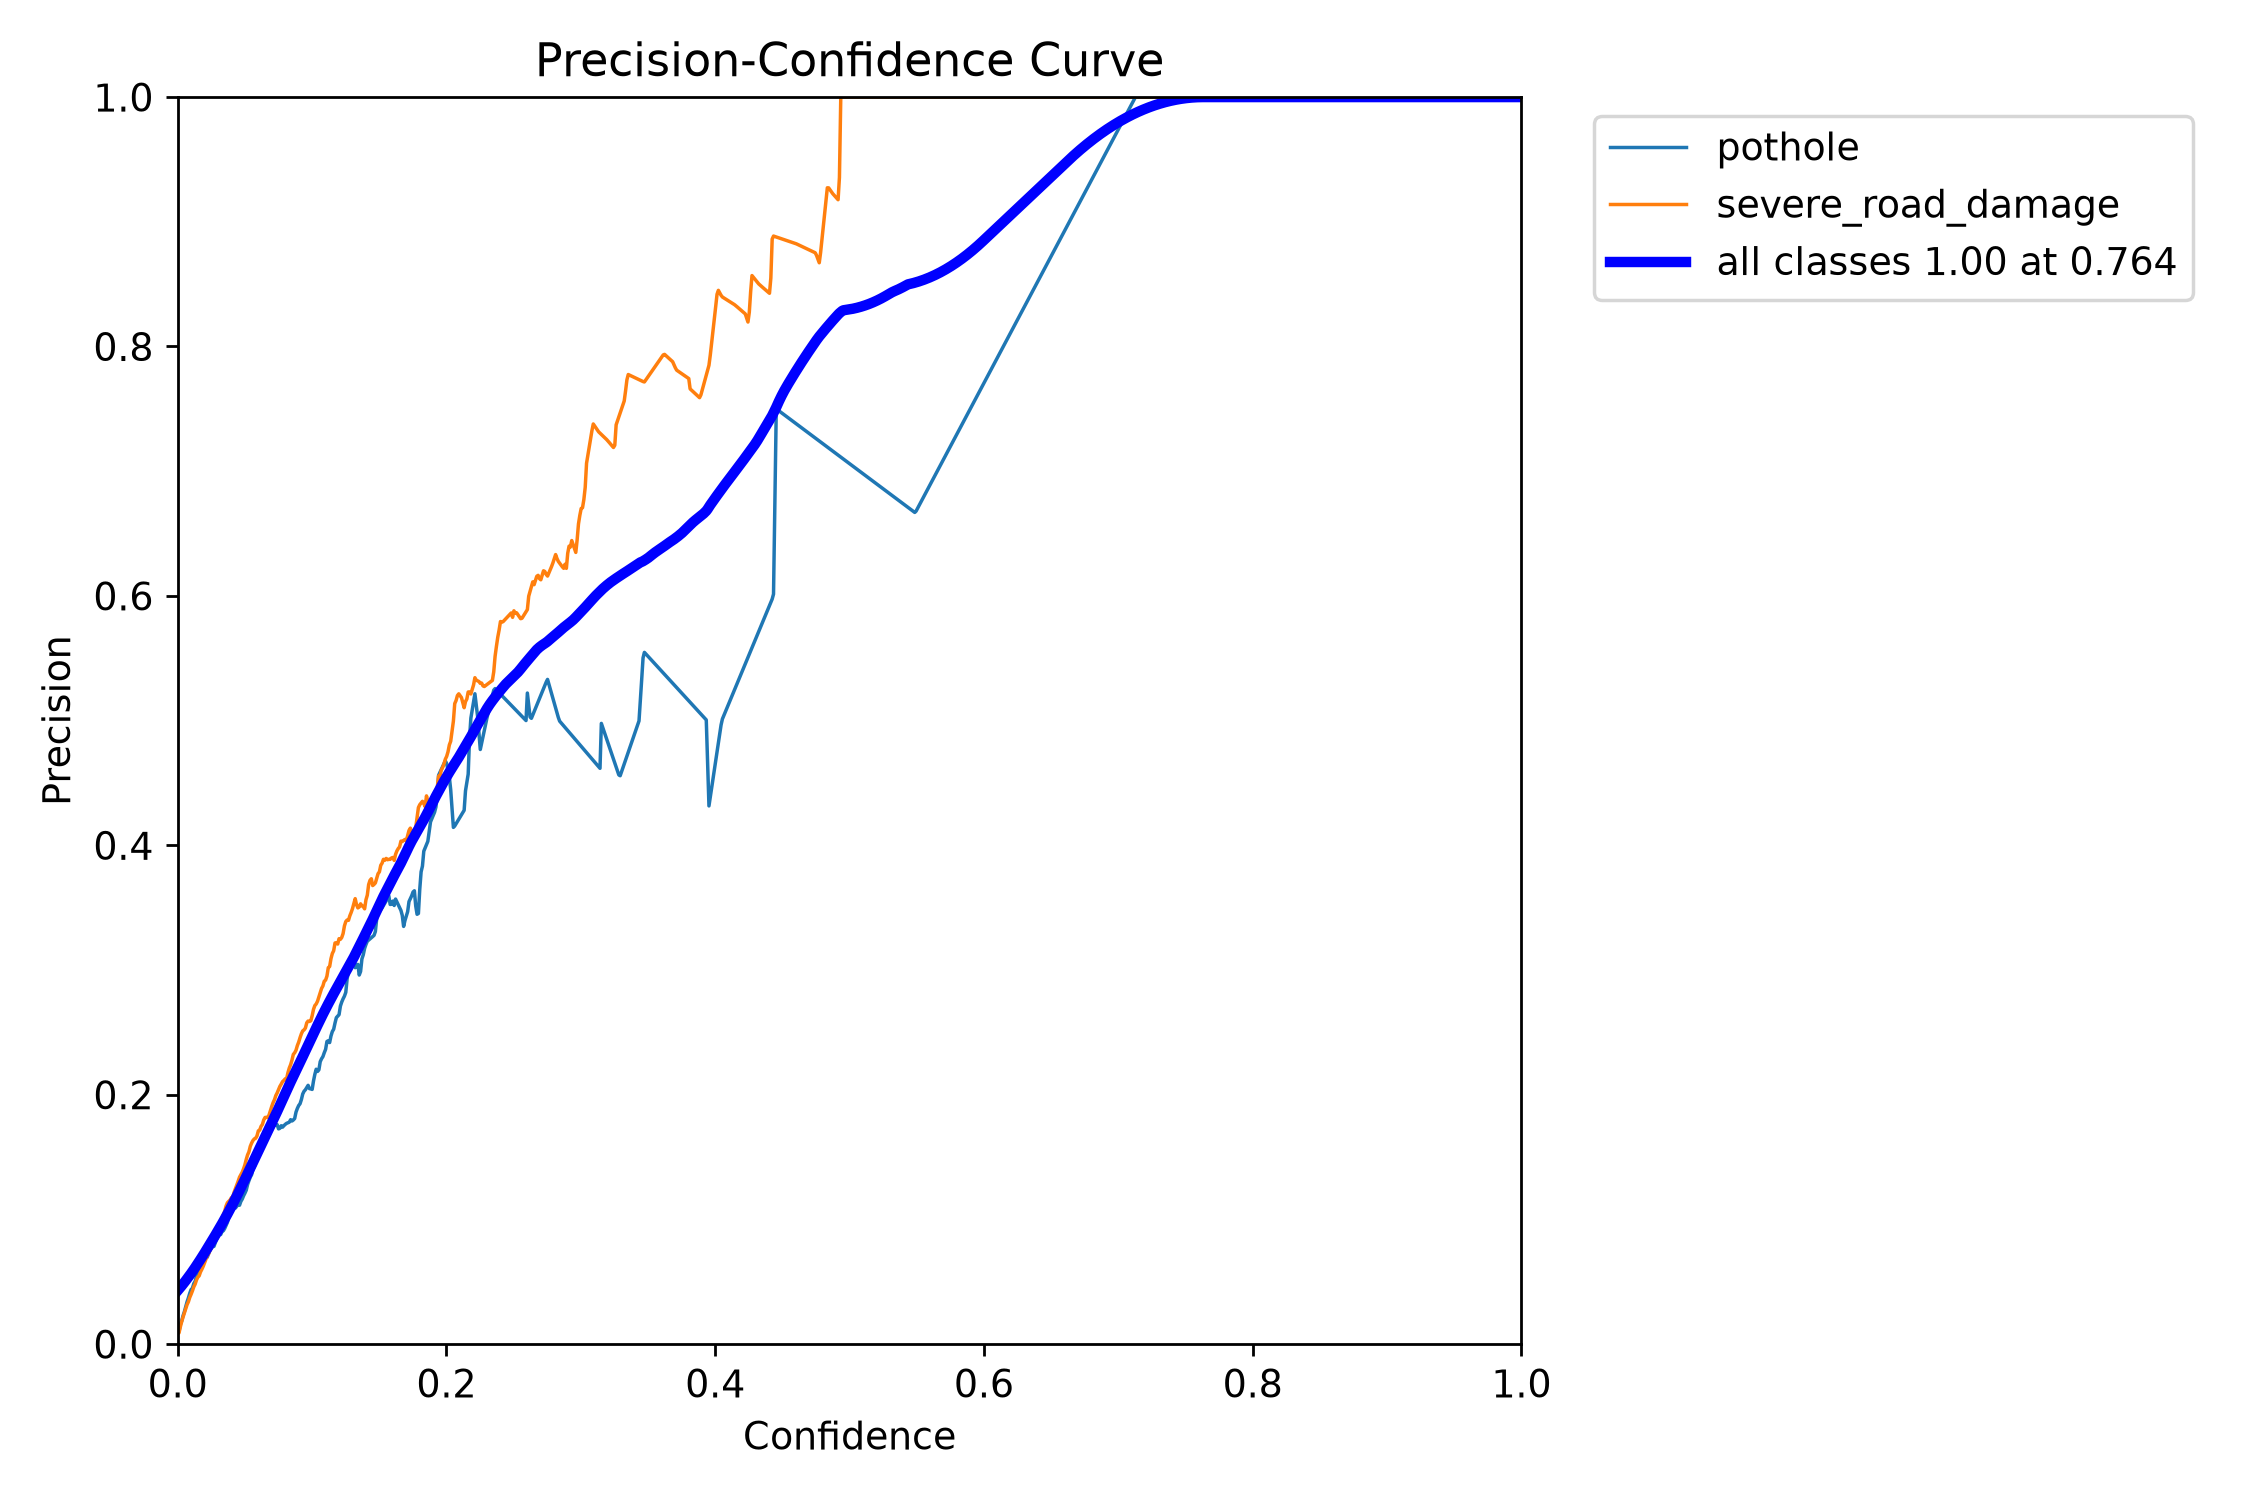 Precision-Confidence Curve
1.0
0.8
0.6
0.4
0.2
0.0
Precision
0.0 0.2 0.4 0.6 0.8 1.0
Confidence
pothole
severe_road_damage
all classes 1.00 at 0.764